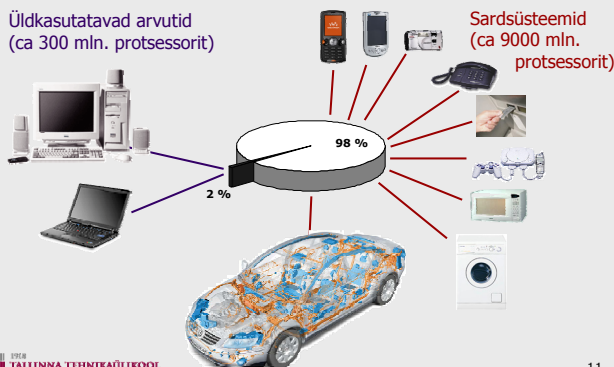 Üldkasutatavad arvutid
(ca 300 mln. protsessorit)
Sardsüsteemid
(ca 9000 mln.
protsessorit)
98 %
2 %
TALLINNA TEHNIKAÜLIKOOL
11